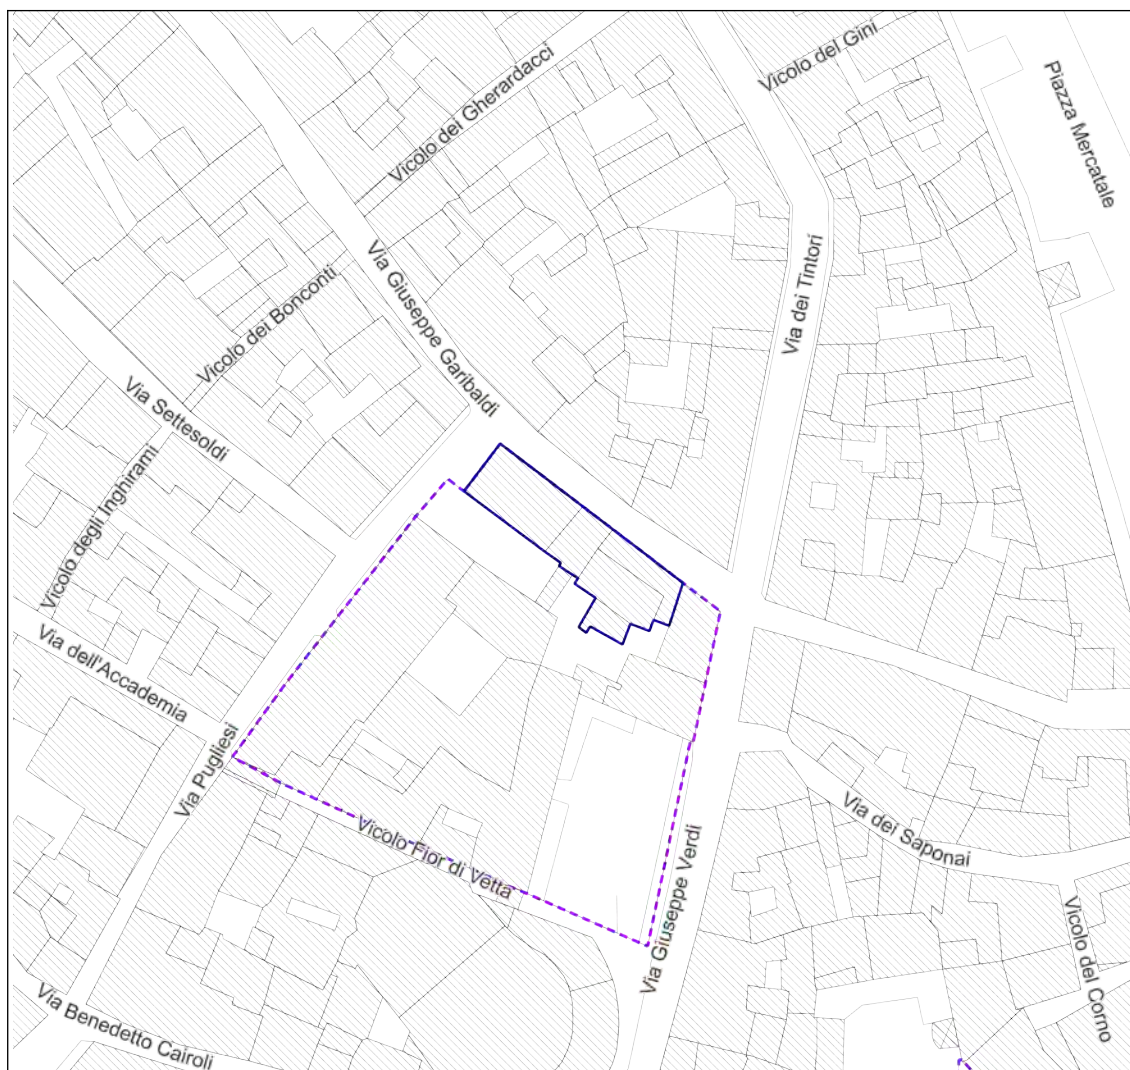 Vicolo dei Gini
Vicolo dei Gherardacci
Piazza Mercatale
Via Giuseppe Garibaldi
Via dei Tintori
Vicolo dei Bonconti
Via Settesoldi
Vicolo degli Inghirami
Via dell'Accademia
Via Pugliesi
Vicolo Fior di Vetta
Via Giuseppe Verdi
Via dei Saponai
Vicolo del Corno
Via Benedetto Cairoli